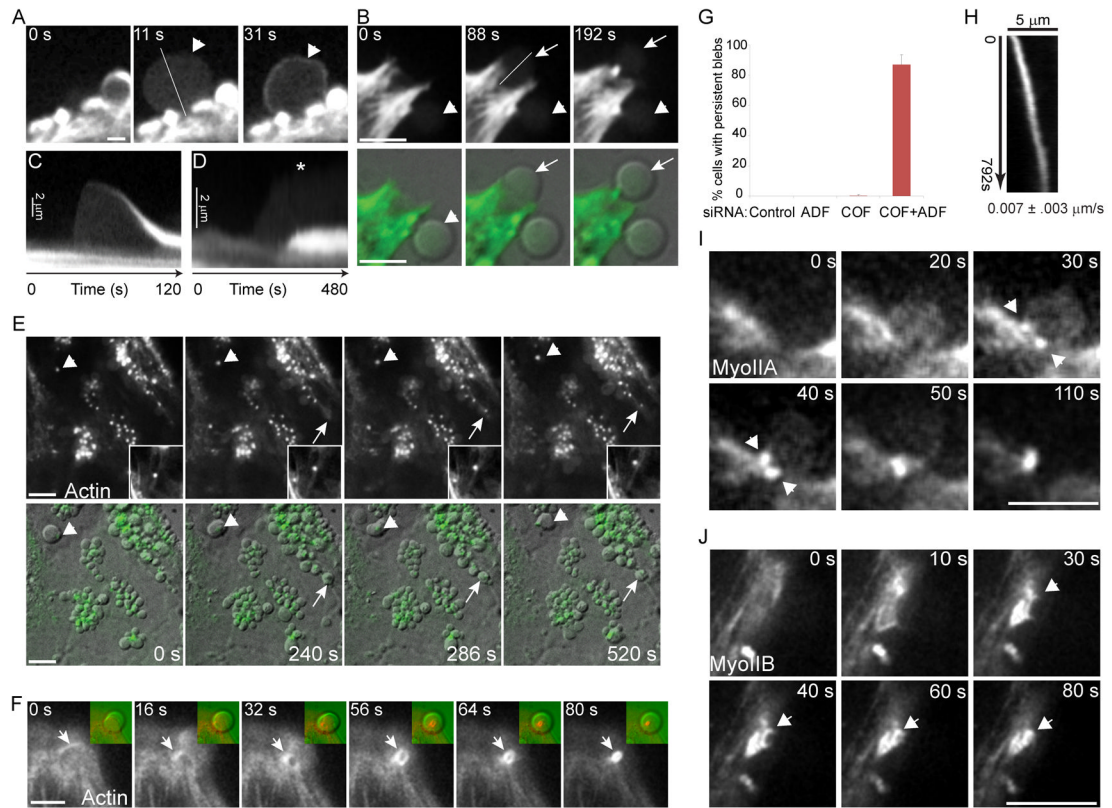 A
0 s
11 s
31 s
B
0 s
88 s
192 s
C
2 μm
0
Time (s)
120
D
*
2 μm
0
Time (s)
480
E
Actin
0 s
240 s
286 s
520 s
F
0 s
16 s
32 s
56 s
64 s
80 s
Actin
G
% cells with persistent blebs
100
80
60
40
20
0
siRNA: Control ADF COF COF+ADF
H
5 μm
0
792s
0.007 ± .003 μm/s
I
0 s
20 s
30 s
MyoIIA
40 s
50 s
110 s
J
0 s
10 s
30 s
MyoIIB
40 s
60 s
80 s